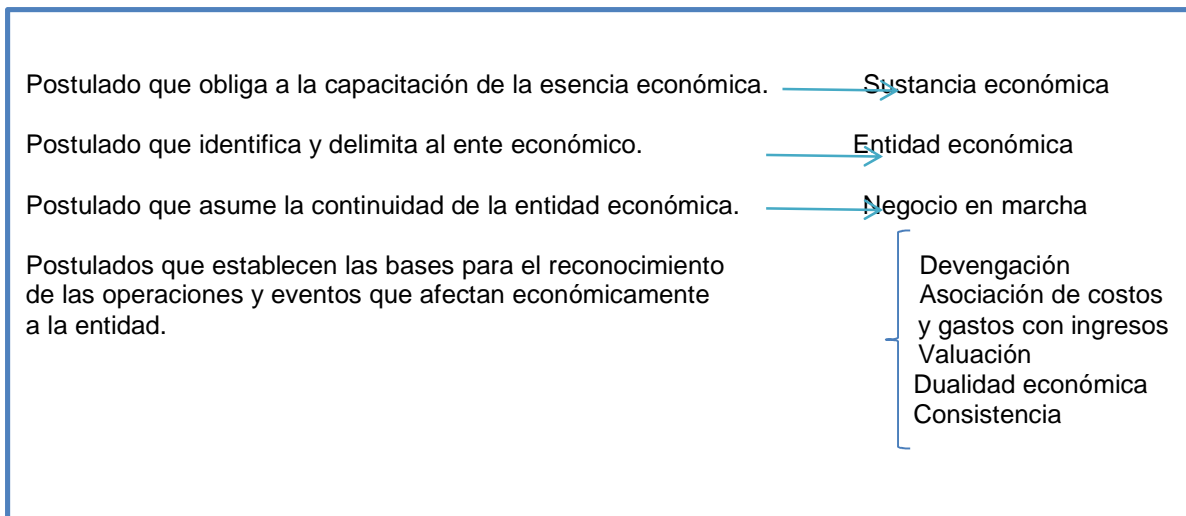 Postulado que obliga a la capacitación de la esencia económica. Sustancia económica
Postulado que identifica y delimita al ente económico. Entidad económica
Postulado que asume la continuidad de la entidad económica. Negocio en marcha
Postulados que establecen las bases para el reconocimiento Devengación
de las operaciones y eventos que afectan económicamente Asociación de costos
a la entidad. y gastos con ingresos
Valuación
Dualidad económica
Consistencia